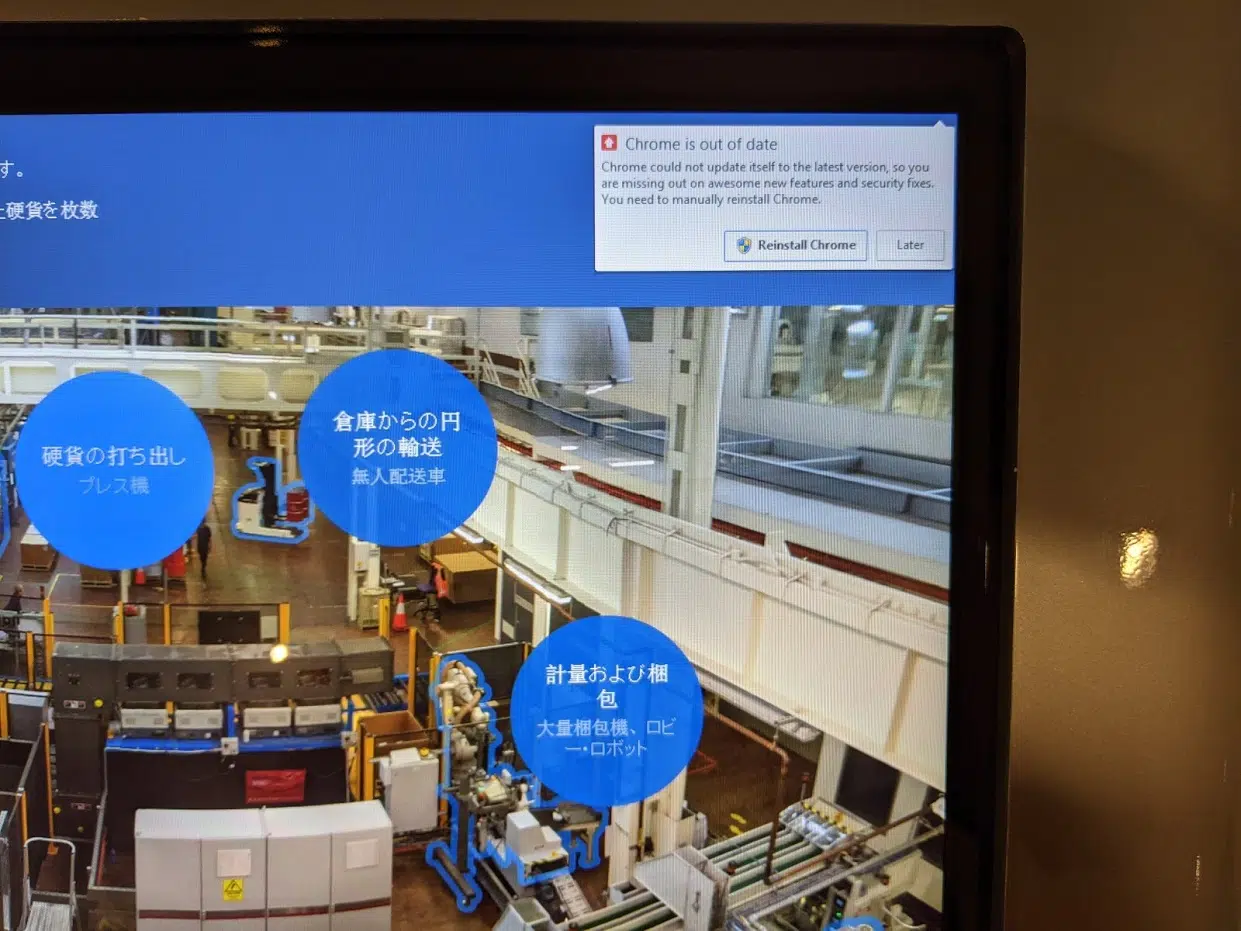 す。
硬貨を枚数
Chrome is out of date
Chrome could not update itself to the latest version, so you
are missing out on awesome new features and security fixes.
You need to manually reinstall Chrome.
Reinstall Chrome
Later
硬貨の打ち出し
プレス機
倉庫からの円
形の輸送
無人配送車
計量および梱
包
大量梱包機、ロビ
ー・ロボット